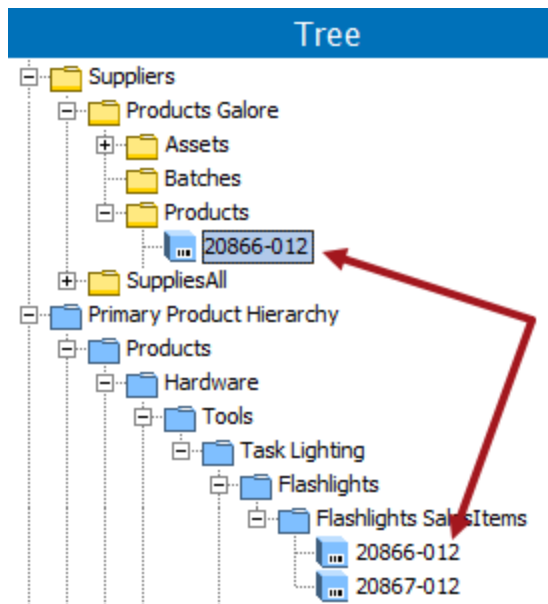 Tree
Suppliers
Products Galore
Assets
Batches
Products
20866-012
SuppliesAll
Primary Product Hierarchy
Products
Hardware
Tools
Task Lighting
Flashlights
Flashlights SalesItems
20866-012
20867-012